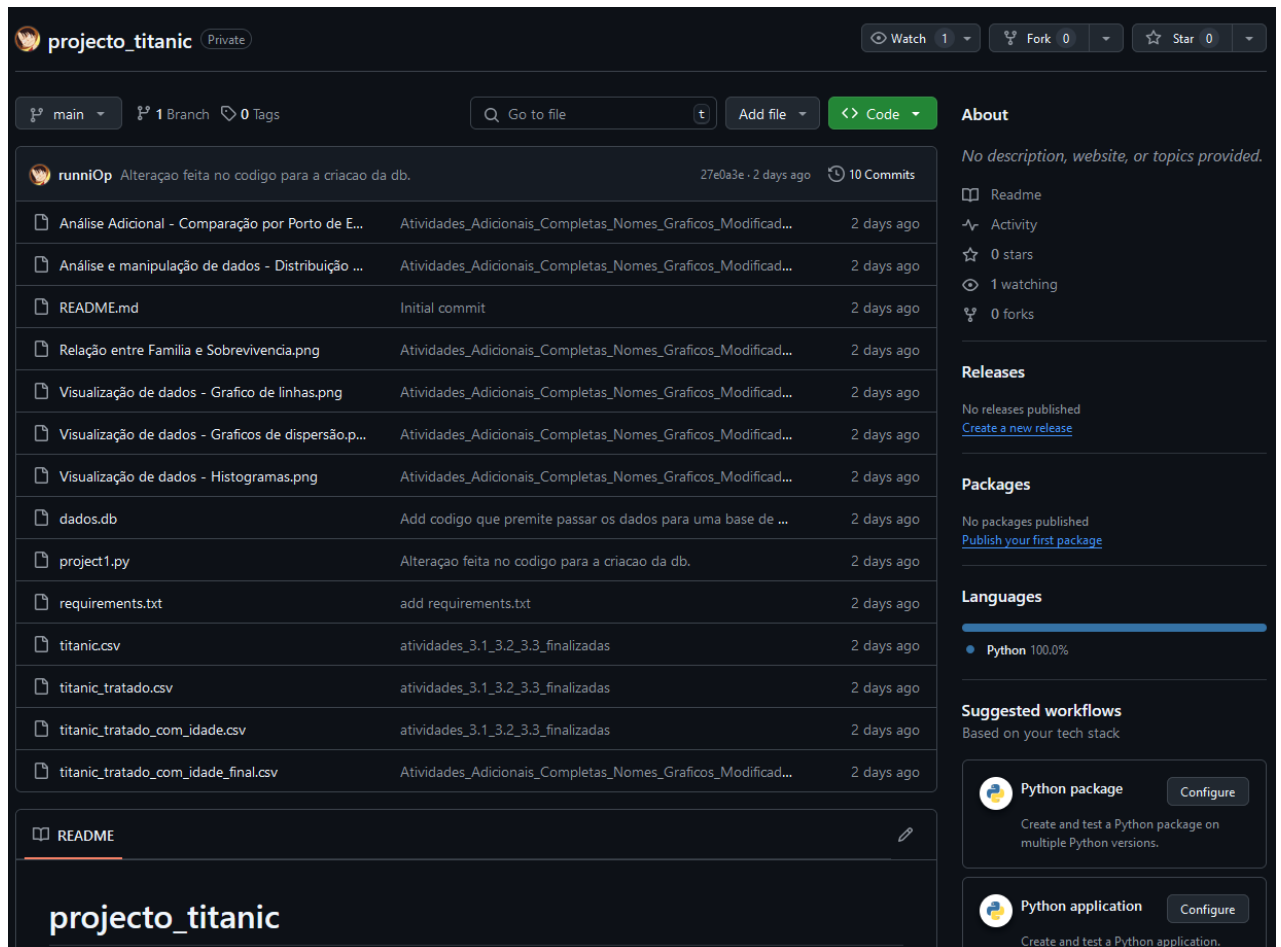 projecto_titanic Private
Watch 1 Fork 0 Star 0
main 1 Branch 0 Tags Go to file t Add file Code
runniOp Alteraçao feita no codigo para a criacao da db. 27e0a3e · 2 days ago 10 Commits
Análise Adicional - Comparação por Porto de E... Atividades_Adicionais_Completas_Nomes_Graficos_Modificad... 2 days ago
Análise e manipulação de dados - Distribuição ... Atividades_Adicionais_Completas_Nomes_Graficos_Modificad... 2 days ago
README.md Initial commit 2 days ago
Relação entre Familia e Sobrevivencia.png Atividades_Adicionais_Completas_Nomes_Graficos_Modificad... 2 days ago
Visualização de dados - Grafico de linhas.png Atividades_Adicionais_Completas_Nomes_Graficos_Modificad... 2 days ago
Visualização de dados - Graficos de dispersão.p... Atividades_Adicionais_Completas_Nomes_Graficos_Modificad... 2 days ago
Visualização de dados - Histogramas.png Atividades_Adicionais_Completas_Nomes_Graficos_Modificad... 2 days ago
dados.db Add codigo que premite passar os dados para uma base de ... 2 days ago
project1.py Alteraçao feita no codigo para a criacao da db. 2 days ago
requirements.txt add requirements.txt 2 days ago
titanic.csv atividades_3.1_3.2_3.3_finalizadas 2 days ago
titanic_tratado.csv atividades_3.1_3.2_3.3_finalizadas 2 days ago
titanic_tratado_com_idade.csv atividades_3.1_3.2_3.3_finalizadas 2 days ago
titanic_tratado_com_idade_final.csv Atividades_Adicionais_Completas_Nomes_Graficos_Modificad... 2 days ago
README
projecto_titanic
About
No description, website, or topics provided.
Readme
Activity
0 stars
1 watching
0 forks
Releases
No releases published
Create a new release
Packages
No packages published
Publish your first package
Languages
Python 100.0%
Suggested workflows
Based on your tech stack
Python package Configure
Create and test a Python package on
multiple Python versions.
Python application Configure
Create and test a Python application.